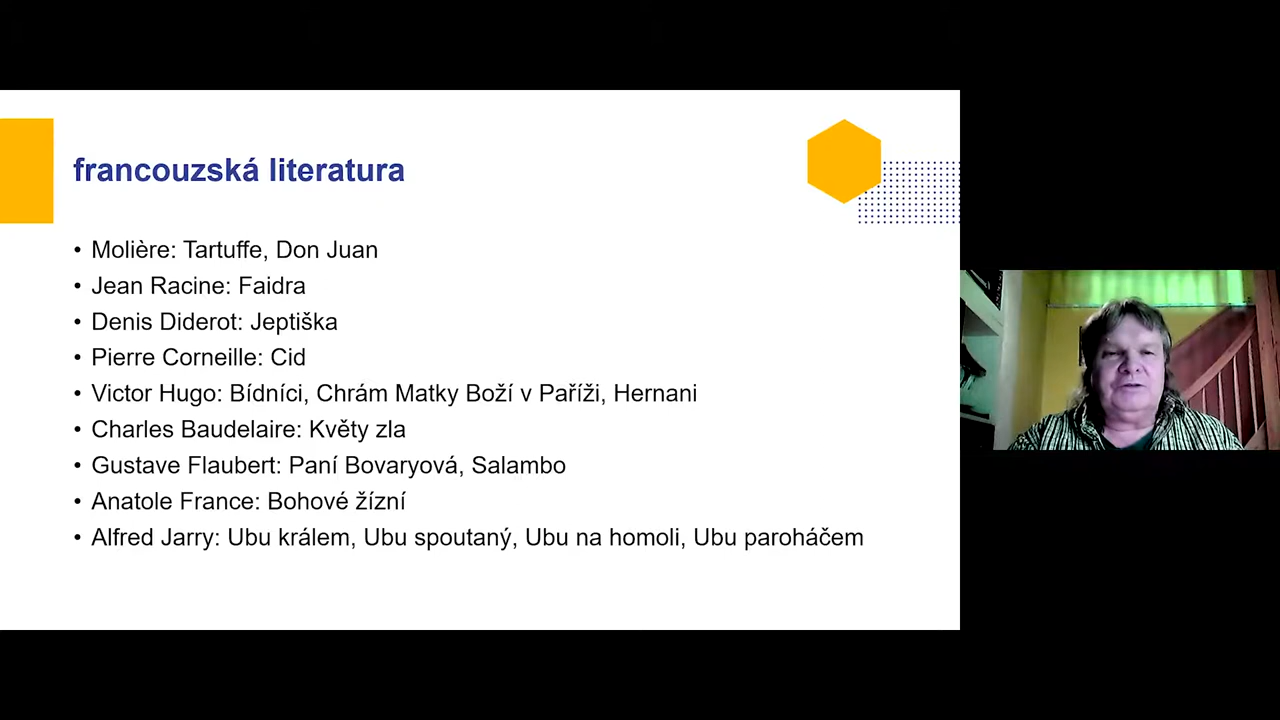 francouzská literatura
• Molière: Tartuffe, Don Juan
• Jean Racine: Faidra
• Denis Diderot: Jeptiška
• Pierre Corneille: Cid
• Victor Hugo: Bídníci, Chrám Matky Boží v Paříži, Hernani
• Charles Baudelaire: Květy zla
• Gustave Flaubert: Paní Bovaryová, Salambo
• Anatole France: Bohové žízní
• Alfred Jarry: Ubu králem, Ubu spoutaný, Ubu na homoli, Ubu paroháčem